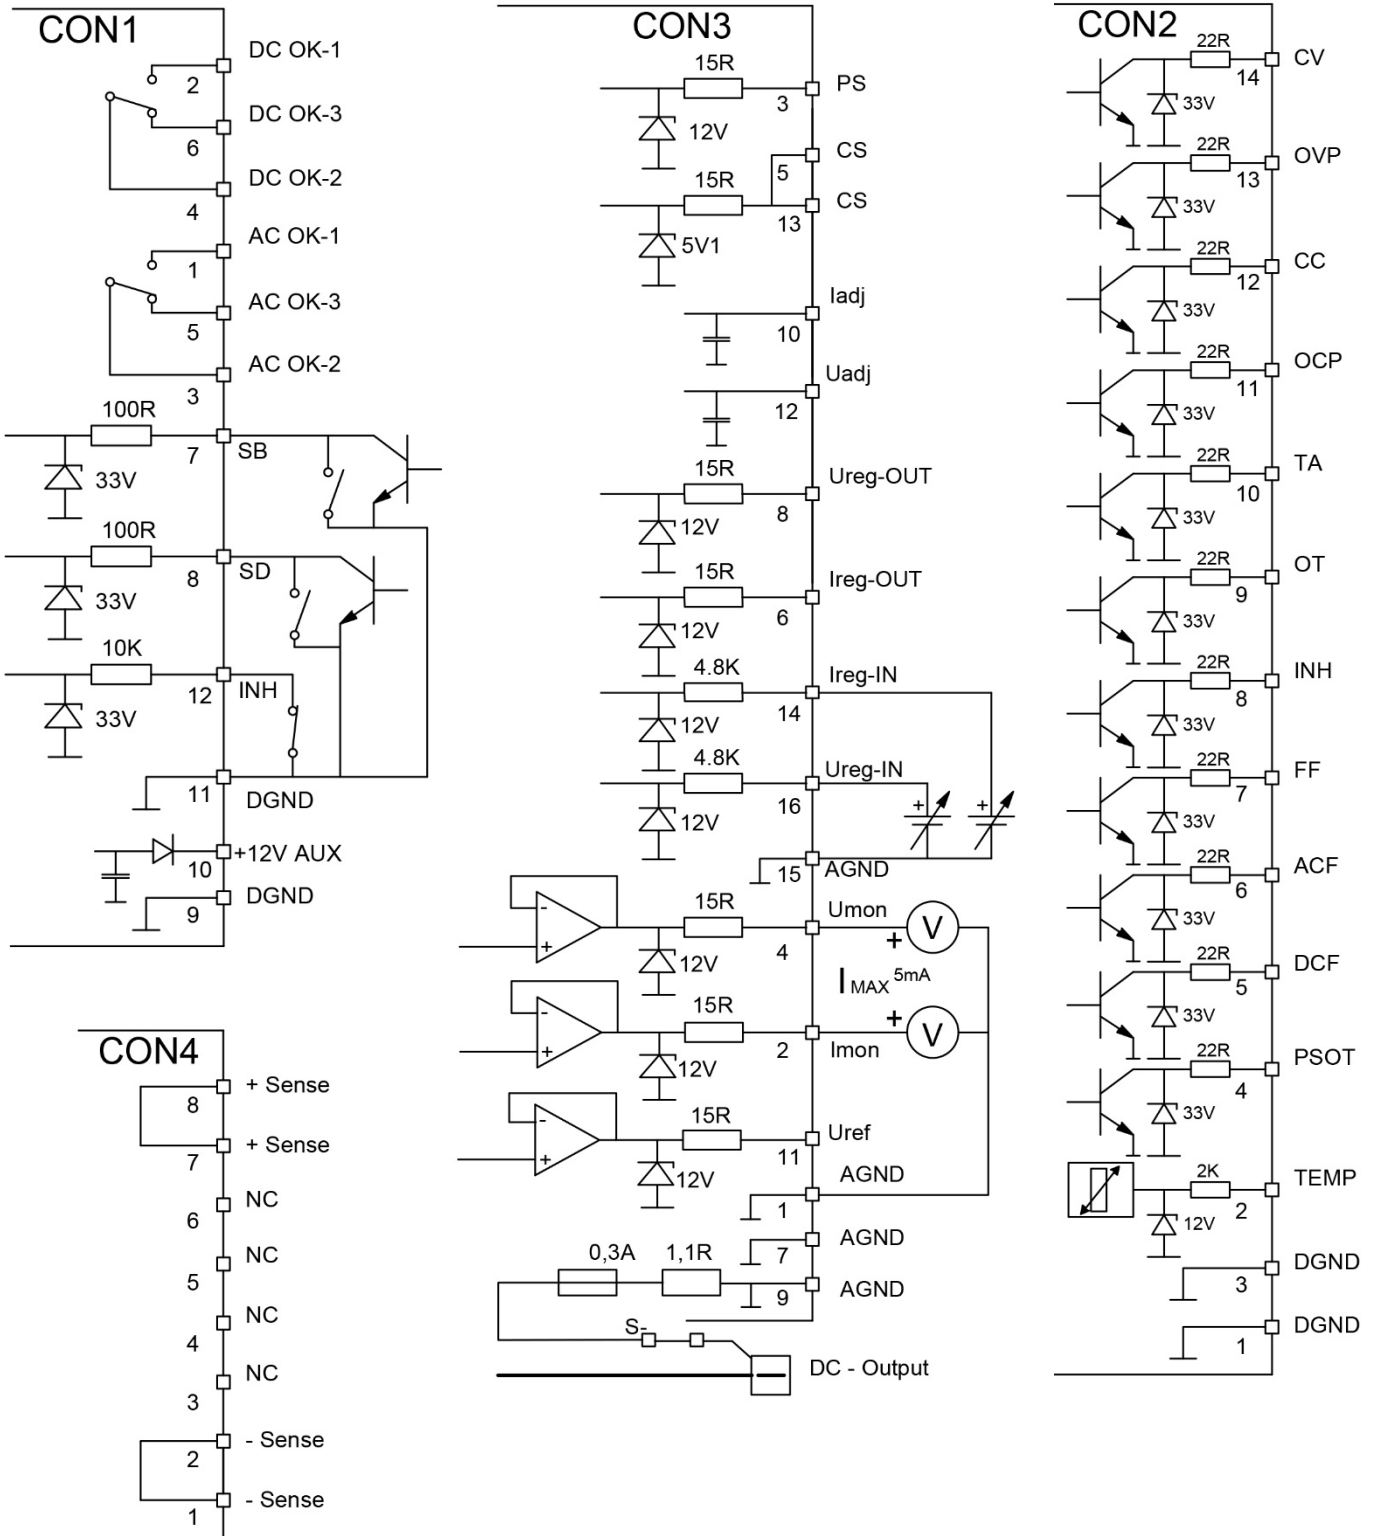 CON1
DC OK-1
2
DC OK-3
6
DC OK-2
4
AC OK-1
1
AC OK-3
5
AC OK-2
3
100R
7
SB
33V
100R
8
SD
33V
10K
12
INH
33V
11
DGND
10
+12V AUX
9
DGND
CON4
+ Sense
8
+ Sense
7
NC
6
NC
5
NC
4
NC
3
- Sense
2
- Sense
1
CON3
15R
PS
3
12V
CS
5
15R
CS
13
5V1
Iadj
10
Uadj
12
15R
Ureg-OUT
8
12V
15R
Ireg-OUT
6
12V
4.8K
Ireg-IN
14
12V
4.8K
Ureg-IN
16
12V
+ +
15
AGND
-
+
15R
Umon
4
12V
+
V
I MAX 5mA
-
+
15R
2
Imon
12V
+
V
-
+
15R
Uref
11
12V
AGND
1
AGND
7
0,3A
1,1R
AGND
9
S-
DC - Output
CON2
22R
CV
14
33V
22R
OVP
13
33V
22R
CC
12
33V
22R
OCP
11
33V
22R
TA
10
33V
22R
OT
9
33V
22R
INH
8
33V
22R
FF
7
33V
22R
ACF
6
33V
22R
DCF
5
33V
22R
PSOT
4
33V
2K
TEMP
2
12V
DGND
3
DGND
1